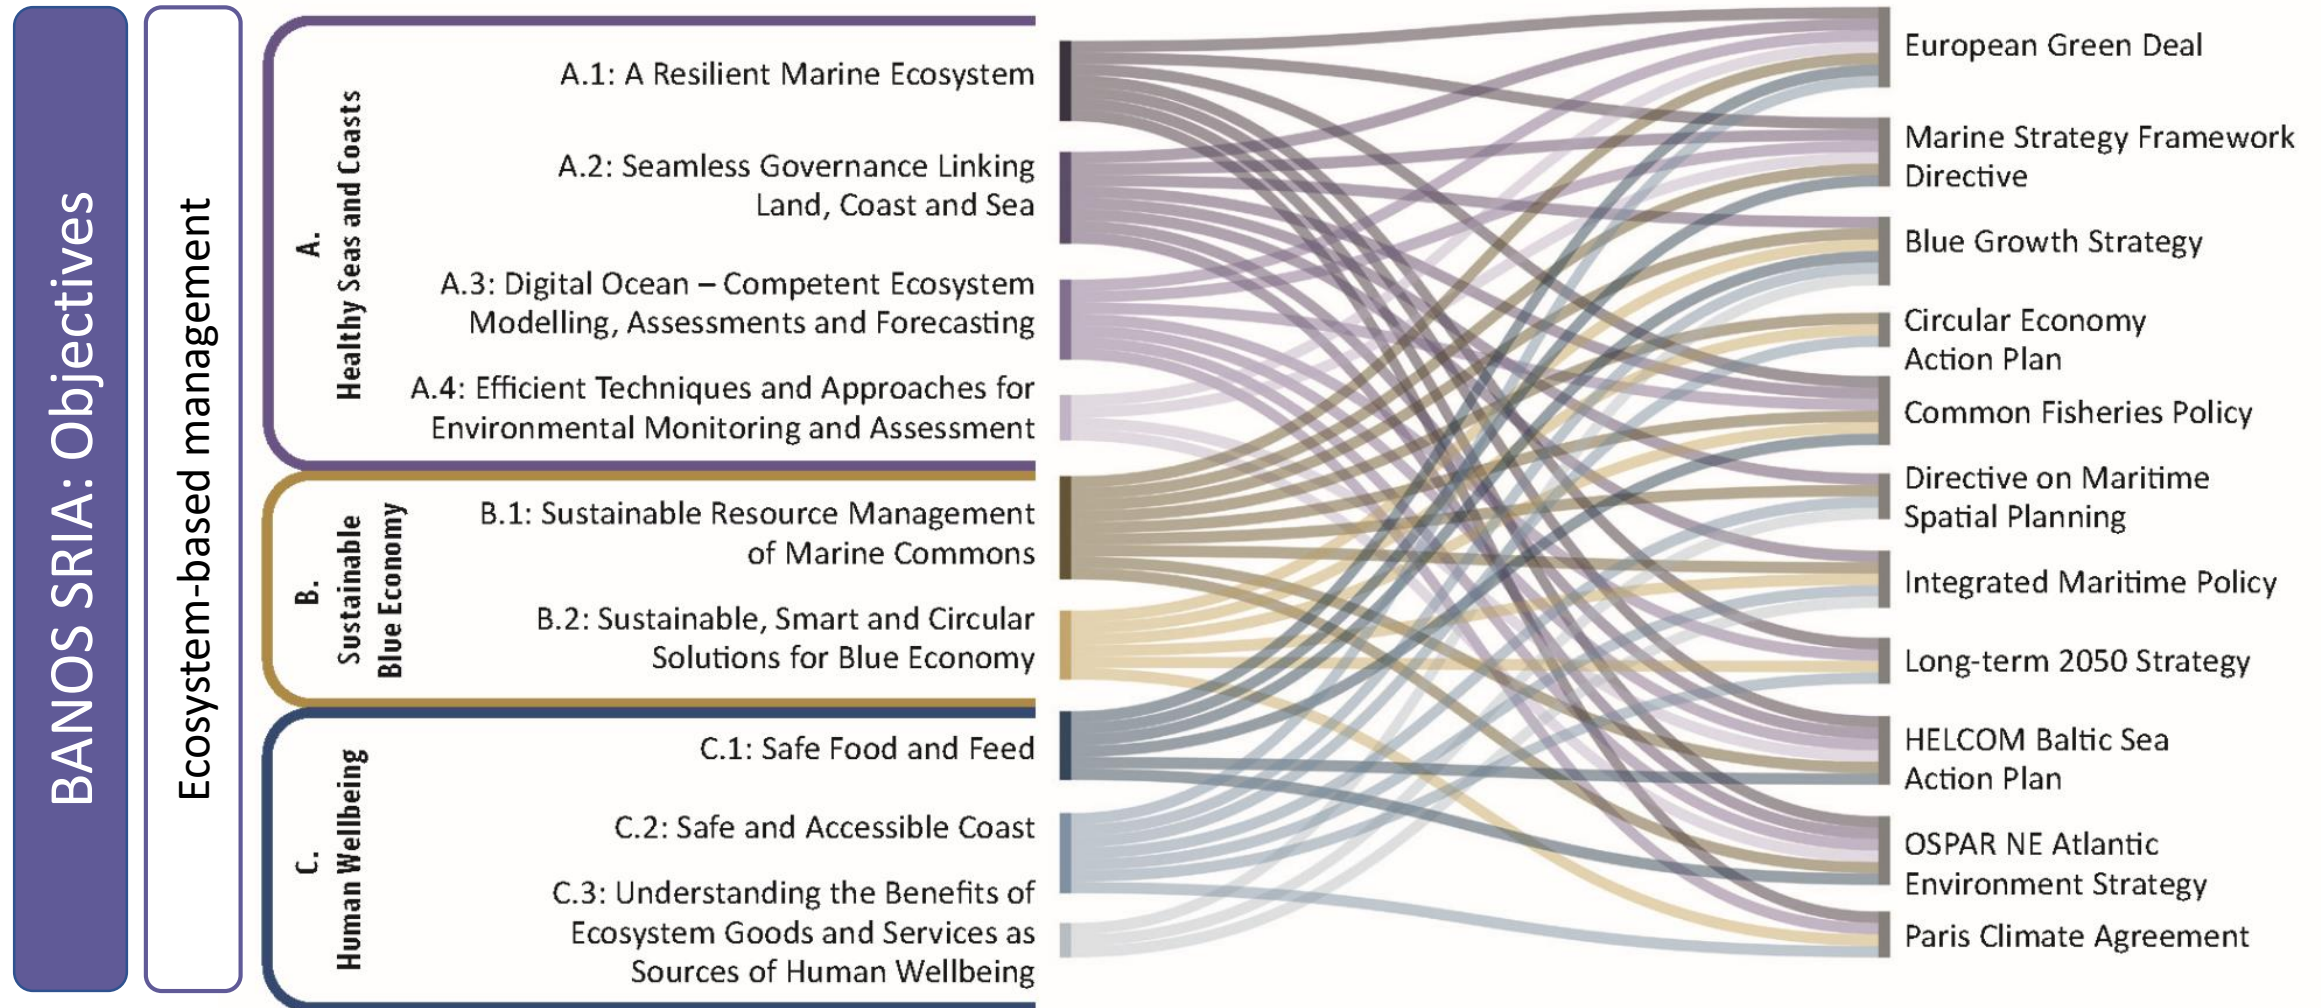 BANOS SRIA: Objectives
Ecosystem-based management
A.
Healthy Seas and Coasts
A.1: A Resilient Marine Ecosystem
A.2: Seamless Governance Linking
Land, Coast and Sea
A.3: Digital Ocean – Competent Ecosystem
Modelling, Assessments and Forecasting
A.4: Efficient Techniques and Approaches for
Environmental Monitoring and Assessment
B.
Sustainable
Blue Economy
B.1: Sustainable Resource Management
of Marine Commons
B.2: Sustainable, Smart and Circular
Solutions for Blue Economy
C.
Human Wellbeing
C.1: Safe Food and Feed
C.2: Safe and Accessible Coast
C.3: Understanding the Benefits of
Ecosystem Goods and Services as
Sources of Human Wellbeing
European Green Deal
Marine Strategy Framework
Directive
Blue Growth Strategy
Circular Economy
Action Plan
Common Fisheries Policy
Directive on Maritime
Spatial Planning
Integrated Maritime Policy
Long-term 2050 Strategy
HELCOM Baltic Sea
Action Plan
OSPAR NE Atlantic
Environment Strategy
Paris Climate Agreement